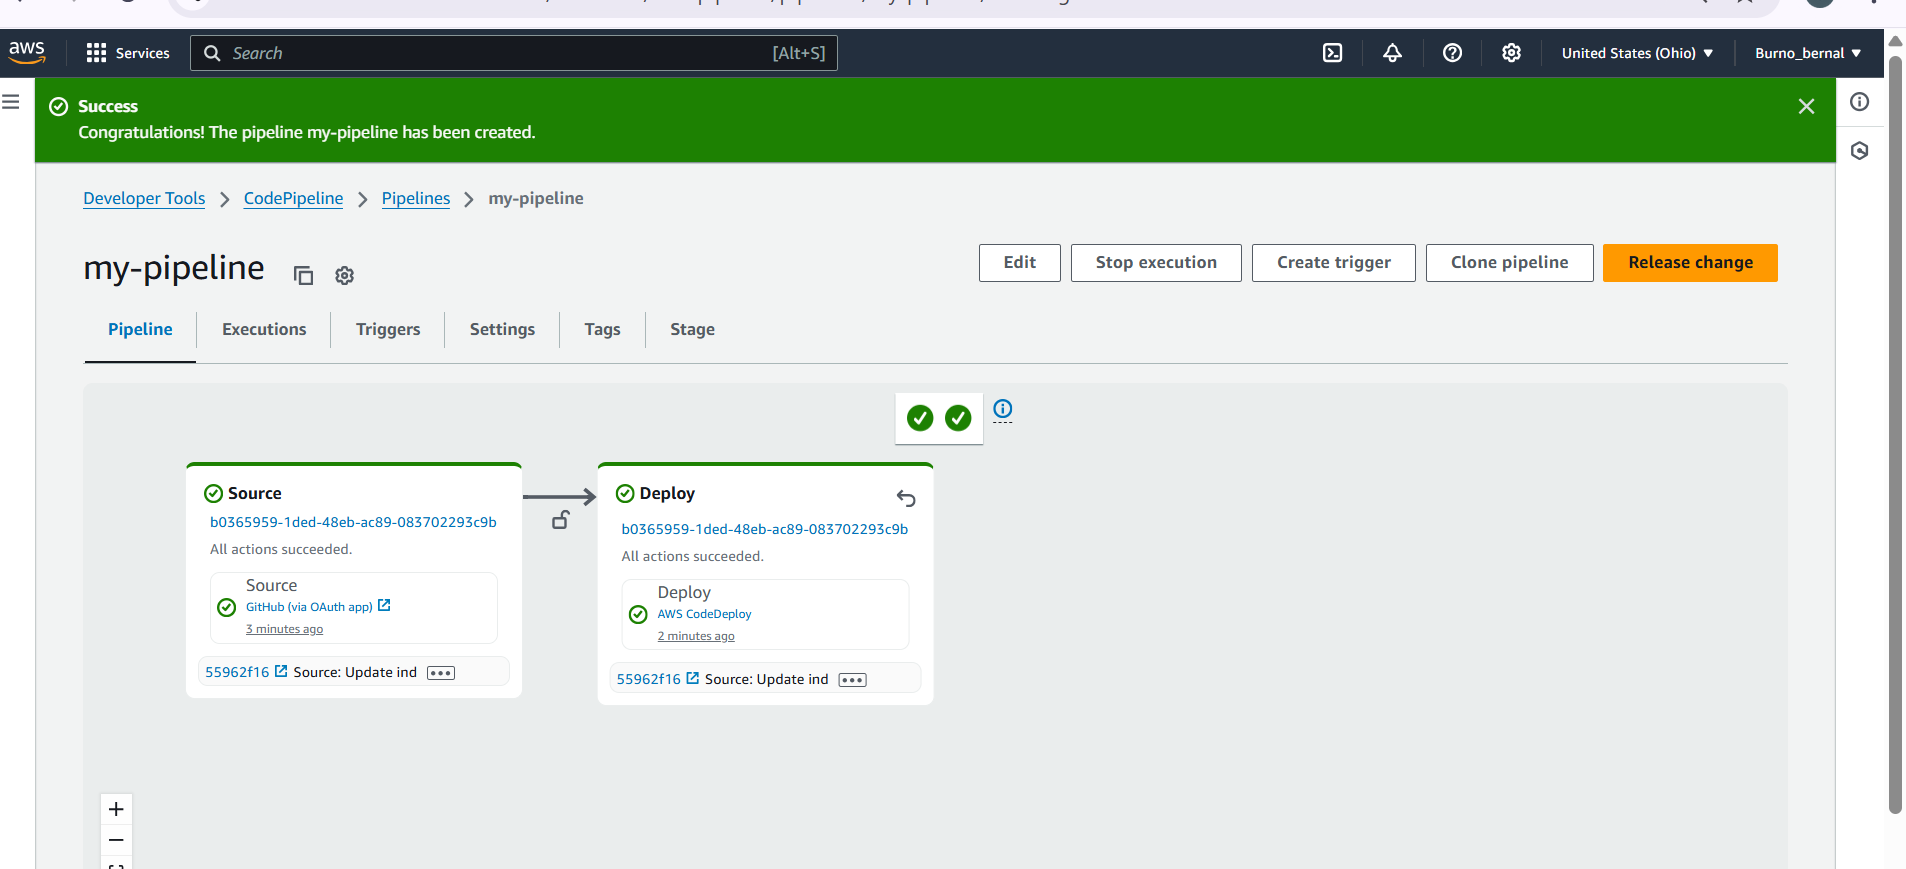 aws
Services
Search [Alt+S]
United States (Ohio)
Burno_bernal
Success
Congratulations! The pipeline my-pipeline has been created.
Developer Tools
CodePipeline
Pipelines
my-pipeline
my-pipeline
Edit
Stop execution
Create trigger
Clone pipeline
Release change
Pipeline
Executions
Triggers
Settings
Tags
Stage
Source
b0365959-1ded-48eb-ac89-083702293c9b
All actions succeeded.
Source
GitHub (via OAuth app)
3 minutes ago
55962f16 Source: Update ind
Deploy
b0365959-1ded-48eb-ac89-083702293c9b
All actions succeeded.
Deploy
AWS CodeDeploy
2 minutes ago
55962f16 Source: Update ind